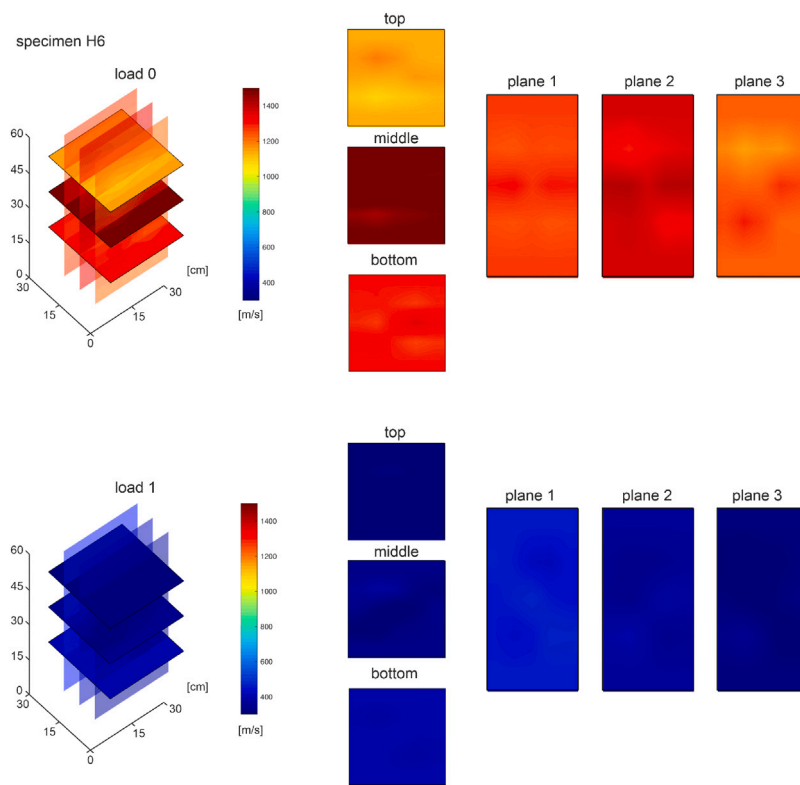 specimen H6
load 0
60
45
30
15
0
30
15
0
15
30
[cm]
1400
1200
1000
800
600
400
[m/s]
top
middle
bottom
plane 1
plane 2
plane 3
load 1
60
45
30
15
0
30
15
0
15
30
[cm]
1400
1200
1000
800
600
400
[m/s]
top
middle
bottom
plane 1
plane 2
plane 3